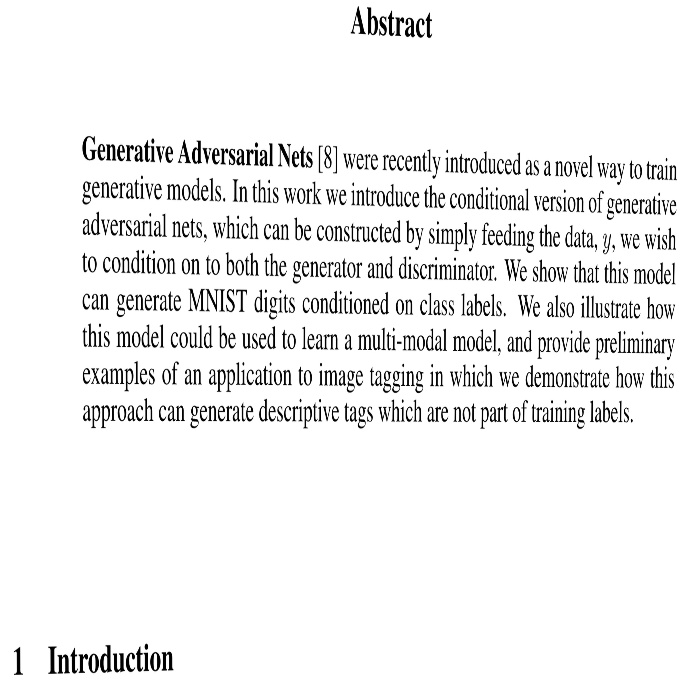 Abstract
Generative Adversarial Nets [8] were recently introduced as a novel way to train
generative models. In this work we introduce the conditional version of generative
adversarial nets, which can be constructed by simply feeding the data, y, we wish
to condition on to both the generator and discriminator. We show that this model
can generate MNIST digits conditioned on class labels. We also illustrate how
this model could be used to learn a multi-modal model, and provide preliminary
examples of an application to image tagging in which we demonstrate how this
approach can generate descriptive tags which are not part of training labels.
1 Introduction